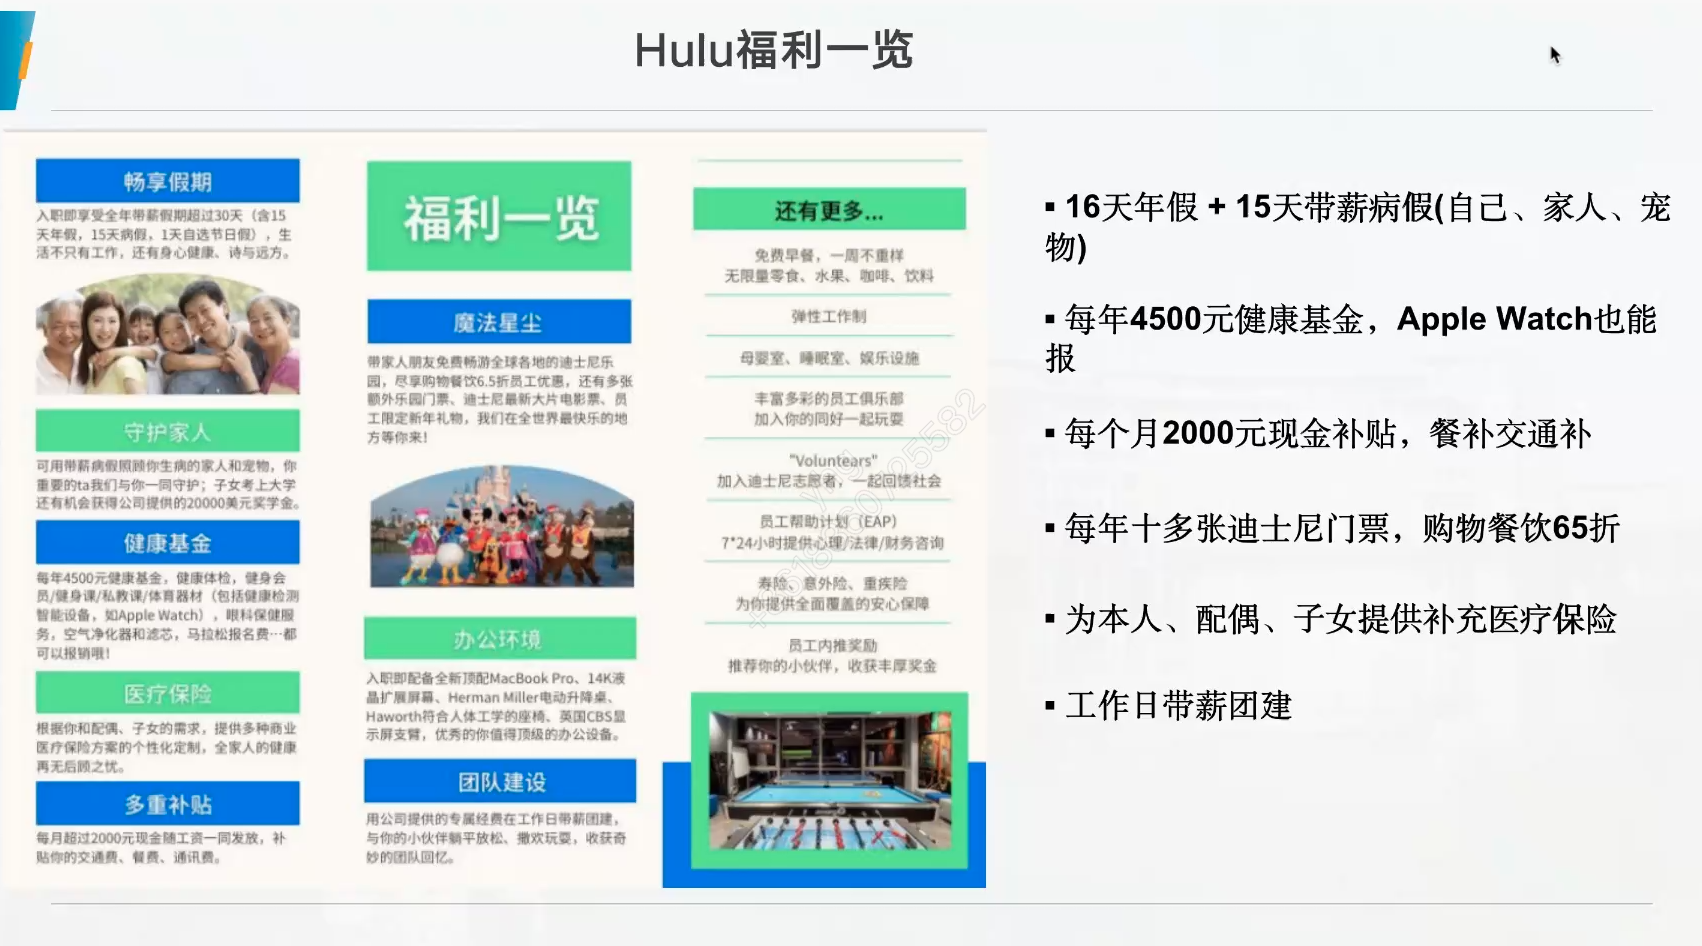 Hulu福利一览
畅享假期
入职即享受全年带薪假期超过30天（含15
天年假，15天病假，1天自选节日假），生
活不只有工作，还有身心健康、诗与远方。
守护家人
可用带薪病假照顾你生病的家人和宠物，你
重要的ta我们与你一同守护；子女考上大学
还有机会获得公司提供的20000美元奖学金。
健康基金
每年4500元健康基金，健康体检，健身会
员/健身课/私教课/体育器材（包括健康检测
智能设备，如Apple Watch），眼科保健服
务，空气净化器和滤芯，马拉松报名费…都
可以报销哦！
医疗保险
根据你和配偶、子女的需求，提供多种商业
医疗保险方案的个性化定制，全家人的健康
再无后顾之忧。
多重补贴
每月超过2000元现金随工资一同发放，补
贴你的交通费、餐费、通讯费。
福利一览
魔法星尘
带家人朋友免费畅游全球各地的迪士尼乐
园，尽享购物餐饮6.5折员工优惠，还有多张
额外乐园门票、迪士尼最新大片电影票、员
工限定新年礼物，我们在全世界最快乐的地
方等你来！
办公环境
入职即配备全新顶配MacBook Pro、14K液
晶扩展屏幕、Herman Miller电动升降桌、
Haworth符合人体工学的座椅、英国CBS显
示屏支臂，优秀的你值得顶级的办公设备。
团队建设
用公司提供的专属经费在工作日带薪团建，
与你的小伙伴躺平放松、撒欢玩耍，收获奇
妙的团队回忆。
还有更多...
免费早餐，一周不重样
无限量零食、水果、咖啡、饮料
弹性工作制
母婴室、睡眠室、娱乐设施
丰富多彩的员工俱乐部
加入你的同好一起玩耍
"Voluntears"
加入迪士尼志愿者，一起回馈社会
员工帮助计划（EAP）
7*24小时提供心理/法律/财务咨询
寿险、意外险、重疾险
为你提供全面覆盖的安心保障
员工内推奖励
推荐你的小伙伴，收获丰厚奖金
▪ 16天年假 + 15天带薪病假(自己、家人、宠
物)
▪ 每年4500元健康基金，Apple Watch也能
报
▪ 每个月2000元现金补贴，餐补交通补
▪ 每年十多张迪士尼门票，购物餐饮65折
▪ 为本人、配偶、子女提供补充医疗保险
▪ 工作日带薪团建